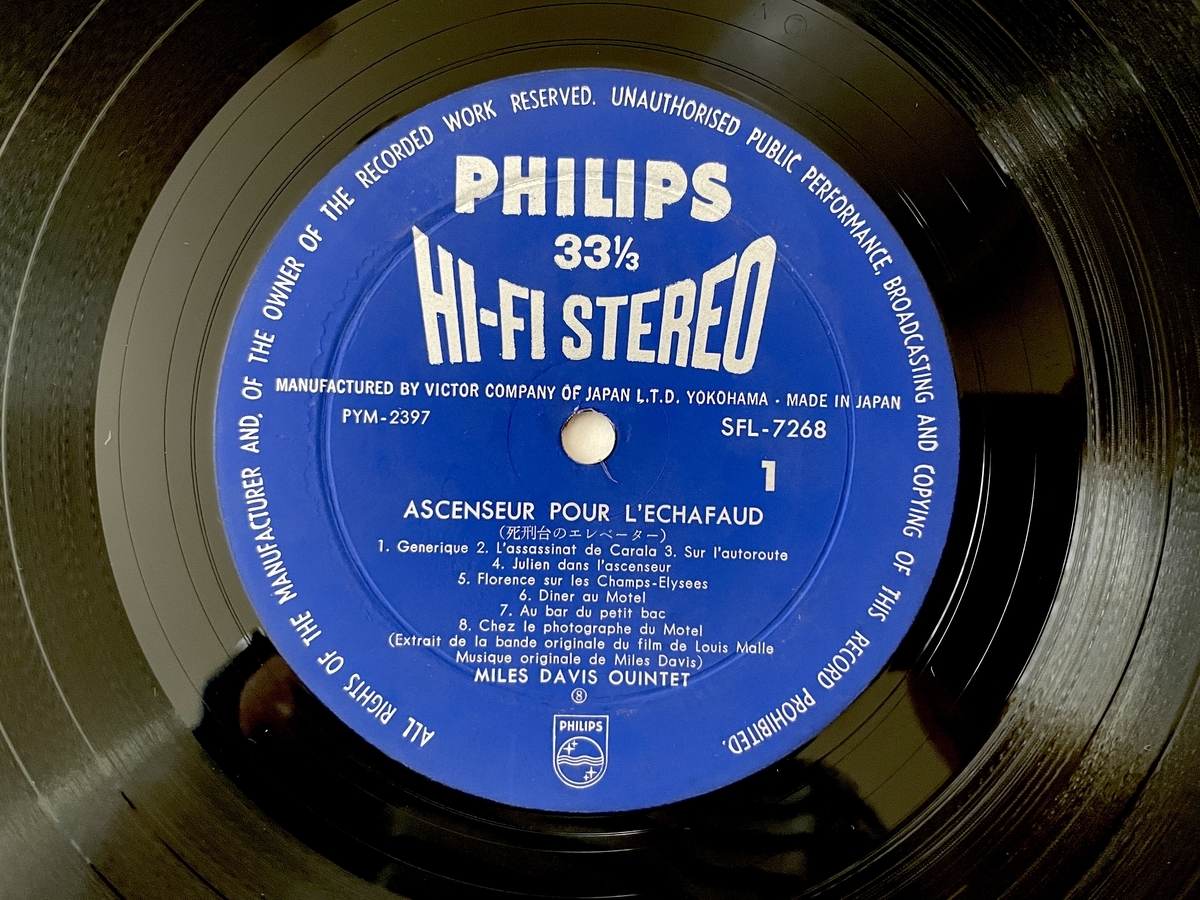 ALL RIGHTS OF THE MANUFACTURER AND, OF THE OWNER OF THE RECORDED WORK RESERVED. UNAUTHORISED PUBLIC PERFORMANCE, BROADCASTING AND COPYING OF THIS RECORD PROHIBITED.
PHILIPS
33⅓
HI-FI STEREO
MANUFACTURED BY VICTOR COMPANY OF JAPAN L.T.D. YOKOHAMA · MADE IN JAPAN
PYM-2397 SFL-7268
1
ASCENSEUR POUR L'ECHAFAUD
(死刑台のエレベーター)
1. Generique 2. L'assassinat de Carala 3. Sur l'autoroute
4. Julien dans l'ascenseur
5. Florence sur les Champs-Elysees
6. Diner au Motel
7. Au bar du petit bac
8. Chez le photographe du Motel
(Extrait de la bande originale du film de Louis Malle
Musique originale de Miles Davis)
MILES DAVIS OUINTET
⑧
PHILIPS